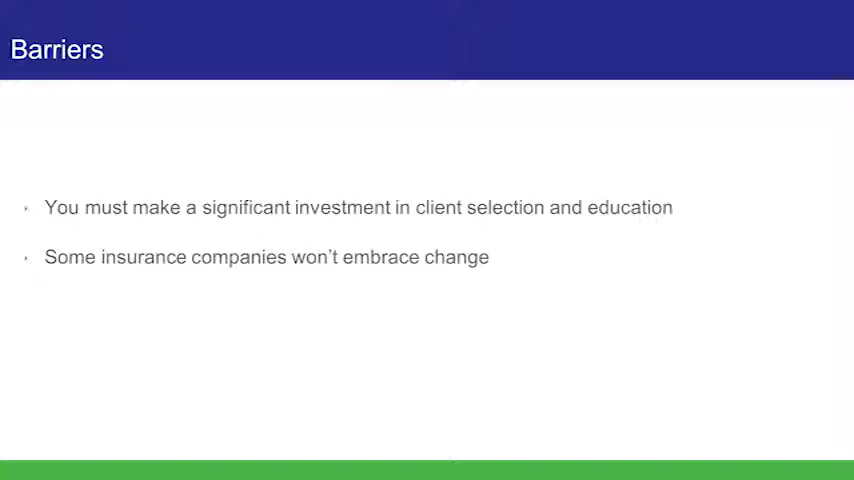 Barriers
You must make a significant investment in client selection and education
Some insurance companies won’t embrace change